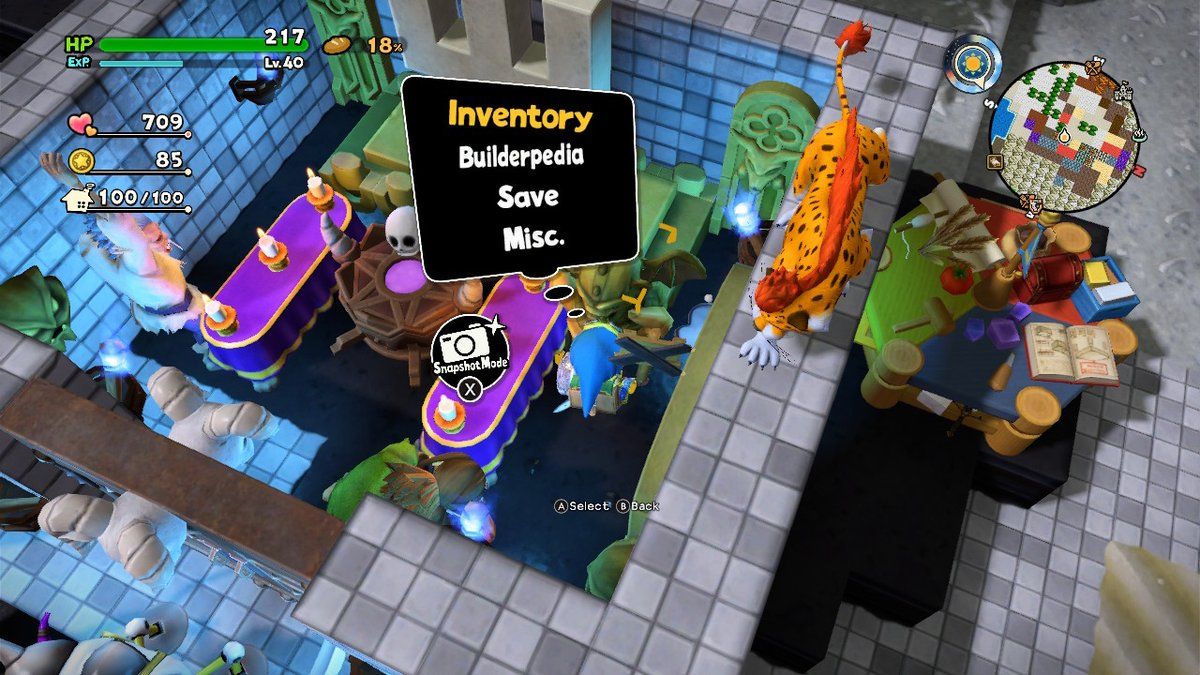 HP 217
18%
EXP Lv.40
709
85
100/100
Inventory
Builderpedia
Save
Misc.
Snapshot Mode
X
A Select B Back
S
N